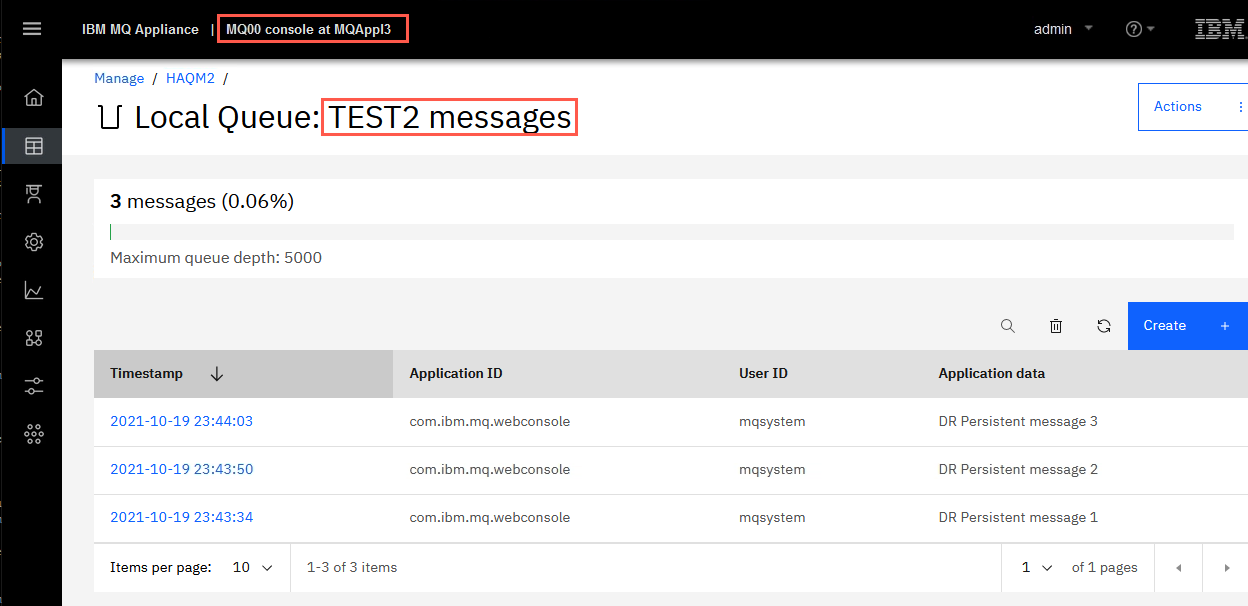 IBM MQ Appliance | MQ00 console at MQAppl3 admin IBM
Manage / HAQM2 /
Local Queue: TEST2 messages
Actions
3 messages (0.06%)
Maximum queue depth: 5000
Create +
Timestamp Application ID User ID Application data
2021-10-19 23:44:03 com.ibm.mq.webconsole mqsystem DR Persistent message 3
2021-10-19 23:43:50 com.ibm.mq.webconsole mqsystem DR Persistent message 2
2021-10-19 23:43:34 com.ibm.mq.webconsole mqsystem DR Persistent message 1
Items per page: 10 1-3 of 3 items 1 of 1 pages